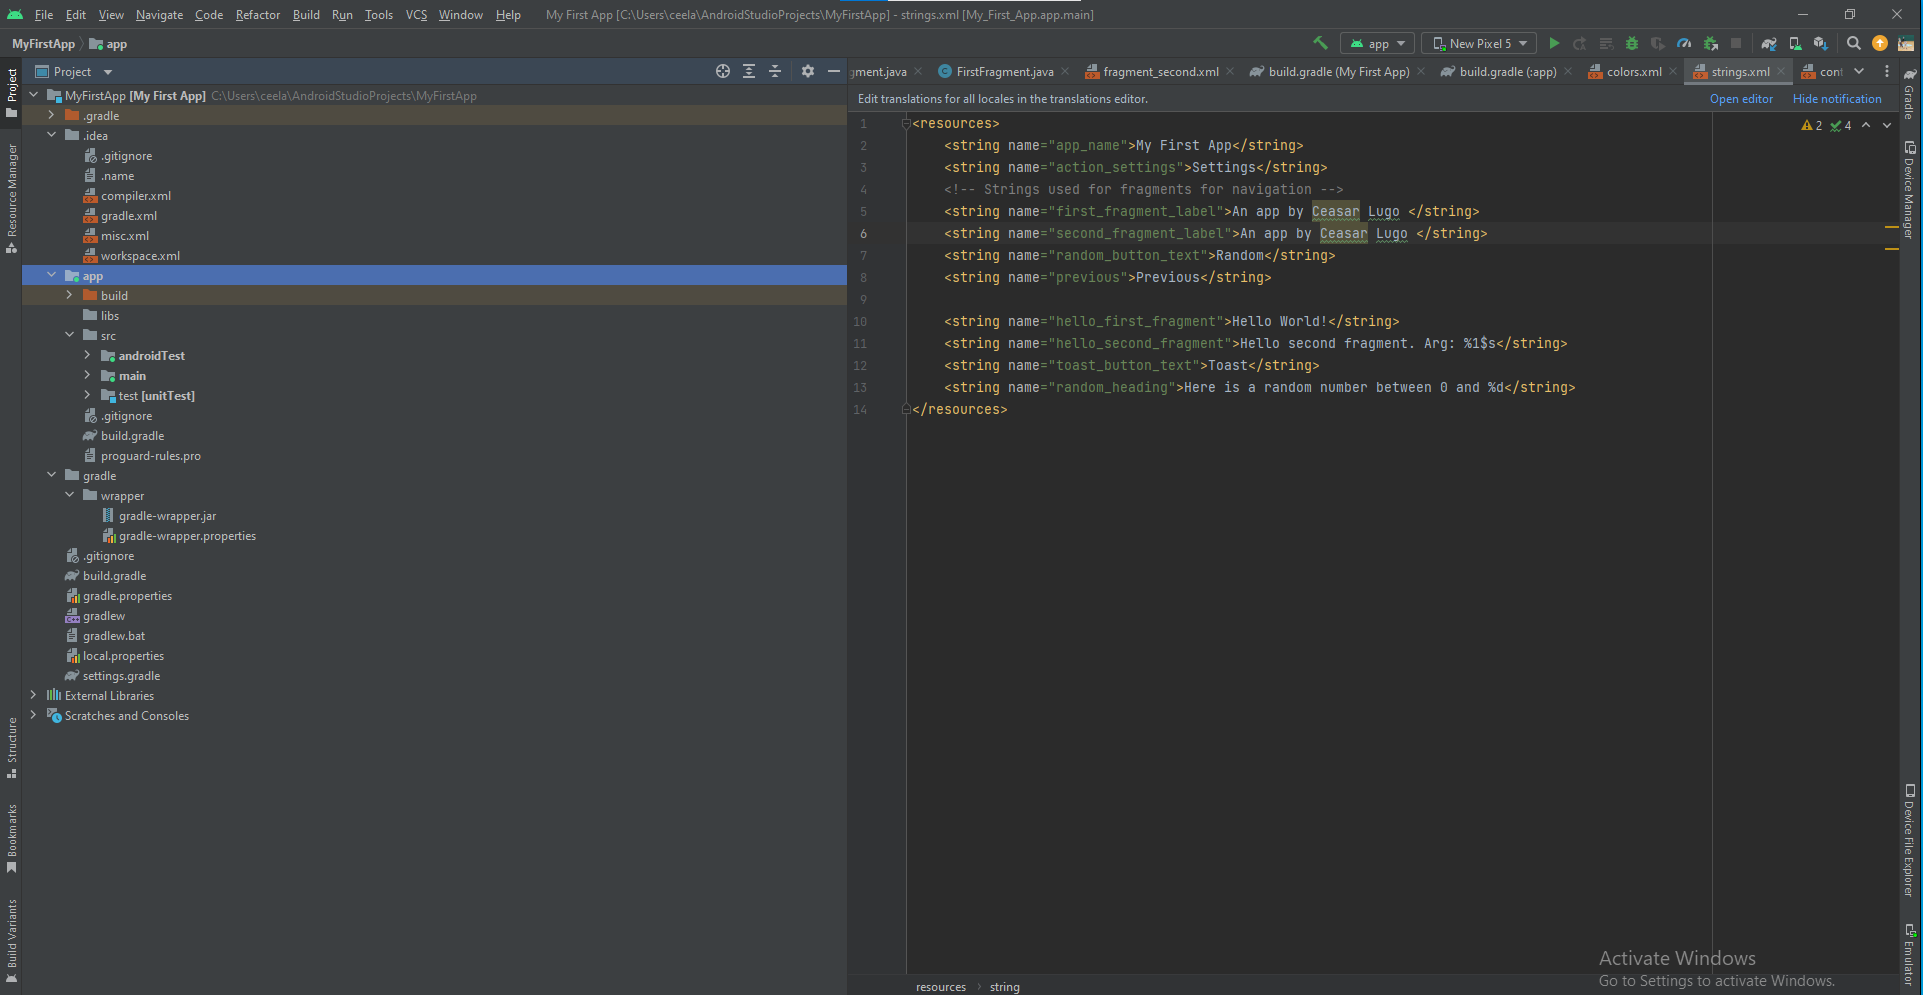 File Edit View Navigate Code Refactor Build Run Tools VCS Window Help My First App [C:\Users\ceela\AndroidStudioProjects\MyFirstApp] - strings.xml [My_First_App.app.main]
MyFirstApp app
app New Pixel 5
Project
gment.java FirstFragment.java fragment_second.xml build.gradle (My First App) build.gradle (:app) colors.xml strings.xml cont
Edit translations for all locales in the translations editor. Open editor Hide notification
MyFirstApp [My First App] C:\Users\ceela\AndroidStudioProjects\MyFirstApp
.gradle
.idea
.gitignore
.name
compiler.xml
gradle.xml
misc.xml
workspace.xml
app
build
libs
src
androidTest
main
test [unitTest]
.gitignore
build.gradle
proguard-rules.pro
gradle
wrapper
gradle-wrapper.jar
gradle-wrapper.properties
.gitignore
build.gradle
gradle.properties
gradlew
gradlew.bat
local.properties
settings.gradle
External Libraries
Scratches and Consoles
1 <resources>
2 <string name="app_name">My First App</string>
3 <string name="action_settings">Settings</string>
4 <!-- Strings used for fragments for navigation -->
5 <string name="first_fragment_label">An app by Ceasar Lugo </string>
6 <string name="second_fragment_label">An app by Ceasar Lugo </string>
7 <string name="random_button_text">Random</string>
8 <string name="previous">Previous</string>
9
10 <string name="hello_first_fragment">Hello World!</string>
11 <string name="hello_second_fragment">Hello second fragment. Arg: %1$s</string>
12 <string name="toast_button_text">Toast</string>
13 <string name="random_heading">Here is a random number between 0 and %d</string>
14 </resources>
2 4
Project
Resource Manager
Structure
Bookmarks
Build Variants
Gradle
Device Manager
Device File Explorer
Emulator
Activate Windows
Go to Settings to activate Windows.
resources string